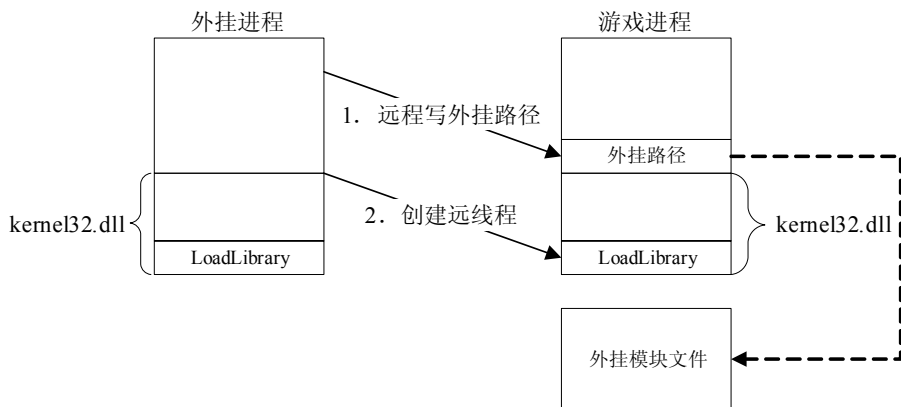 外挂进程
游戏进程
1．远程写外挂路径
外挂路径
2．创建远线程
kernel32.dll
kernel32.dll
LoadLibrary
LoadLibrary
外挂模块文件